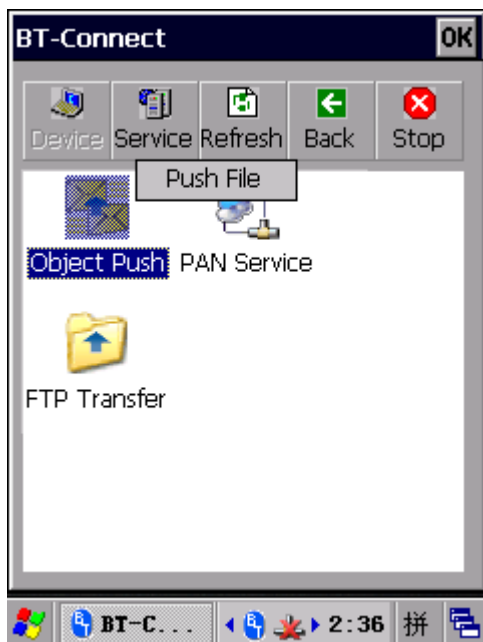 BT-Connect OK
Device Service Refresh Back Stop
Push File
Object Push PAN Service
FTP Transfer
BT-C... 2:36 拼